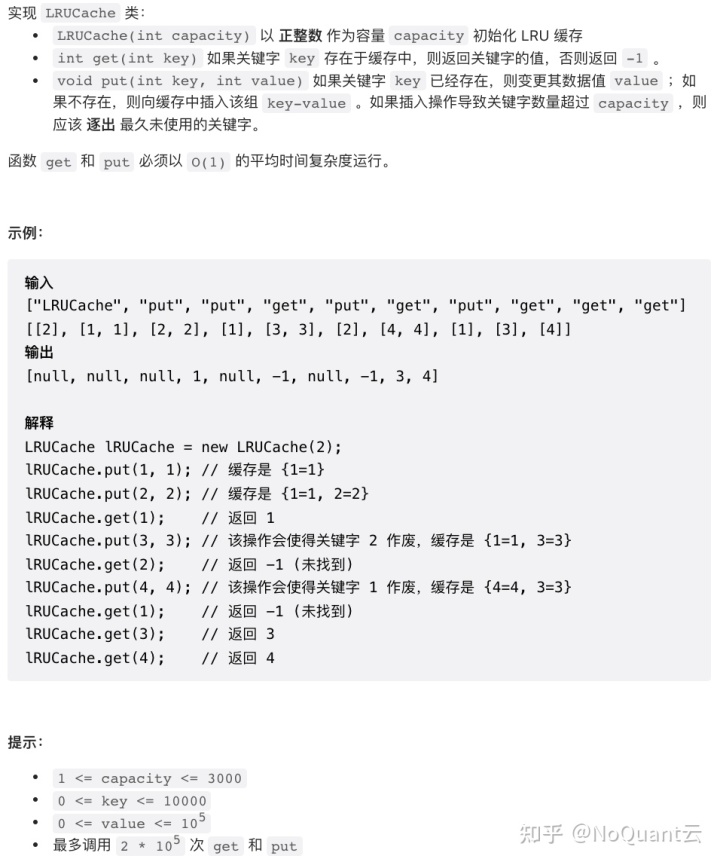 实现 LRUCache 类：
• LRUCache(int capacity) 以 正整数 作为容量 capacity 初始化 LRU 缓存
• int get(int key) 如果关键字 key 存在于缓存中，则返回关键字的值，否则返回 -1 。
• void put(int key, int value) 如果关键字 key 已经存在，则变更其数据值 value ；如
果不存在，则向缓存中插入该组 key-value 。如果插入操作导致关键字数量超过 capacity ，则
应该 逐出 最久未使用的关键字。
函数 get 和 put 必须以 O(1) 的平均时间复杂度运行。
示例：
输入
["LRUCache", "put", "put", "get", "put", "get", "put", "get", "get", "get"]
[[2], [1, 1], [2, 2], [1], [3, 3], [2], [4, 4], [1], [3], [4]]
输出
[null, null, null, 1, null, -1, null, -1, 3, 4]
解释
LRUCache lRUCache = new LRUCache(2);
lRUCache.put(1, 1); // 缓存是 {1=1}
lRUCache.put(2, 2); // 缓存是 {1=1, 2=2}
lRUCache.get(1);    // 返回 1
lRUCache.put(3, 3); // 该操作会使得关键字 2 作废，缓存是 {1=1, 3=3}
lRUCache.get(2);    // 返回 -1 (未找到)
lRUCache.put(4, 4); // 该操作会使得关键字 1 作废，缓存是 {4=4, 3=3}
lRUCache.get(1);    // 返回 -1 (未找到)
lRUCache.get(3);    // 返回 3
lRUCache.get(4);    // 返回 4
提示：
• 1 <= capacity <= 3000
• 0 <= key <= 10000
• 0 <= value <= 10⁵
• 最多调用 2 * 10⁵ 次 get 和 put
知乎 @NoQuant云